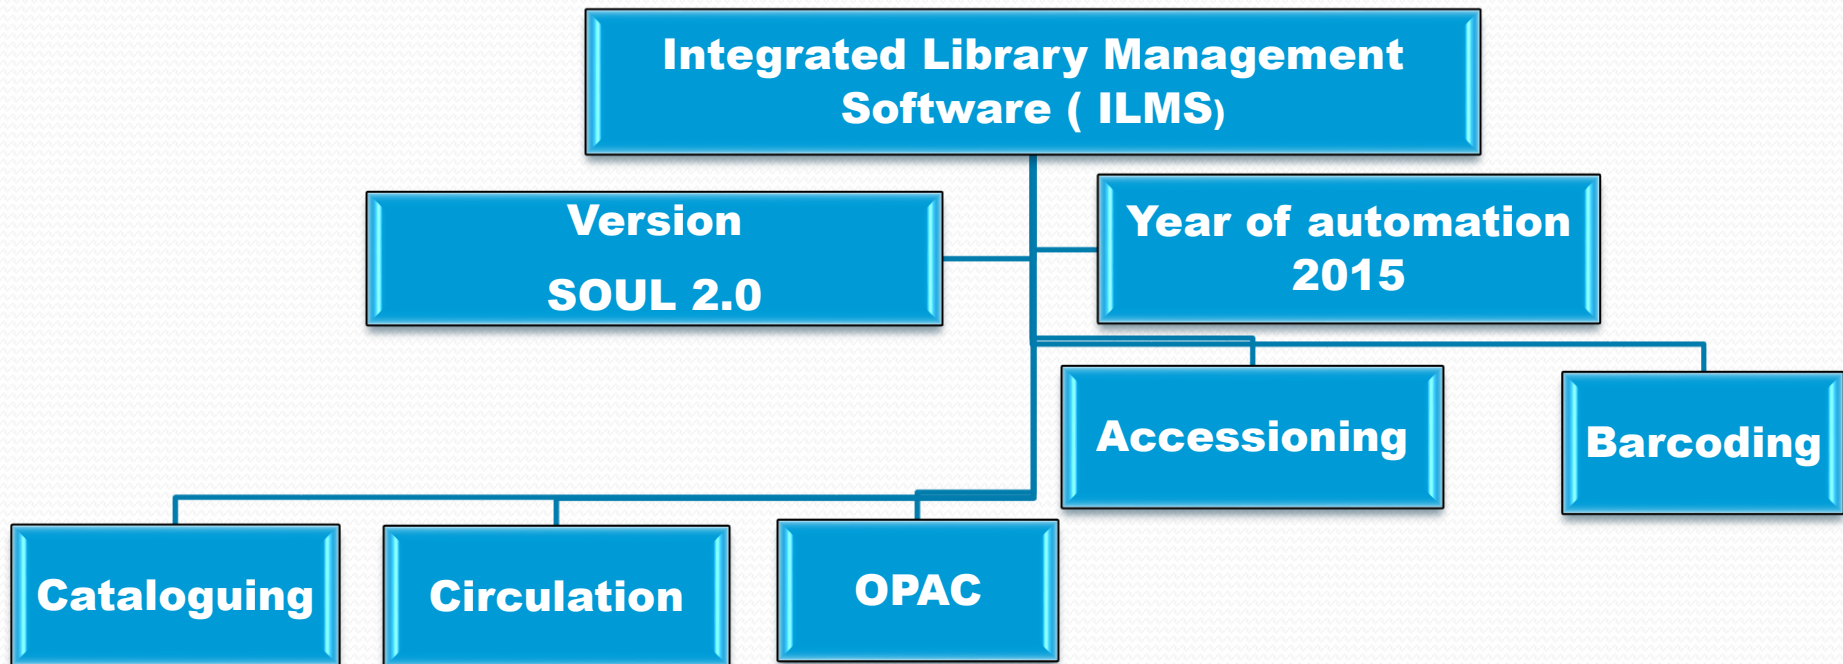 Integrated Library Management
Software ( ILMS)
Version
SOUL 2.0
Year of automation
2015
Accessioning
Barcoding
Cataloguing
Circulation
OPAC